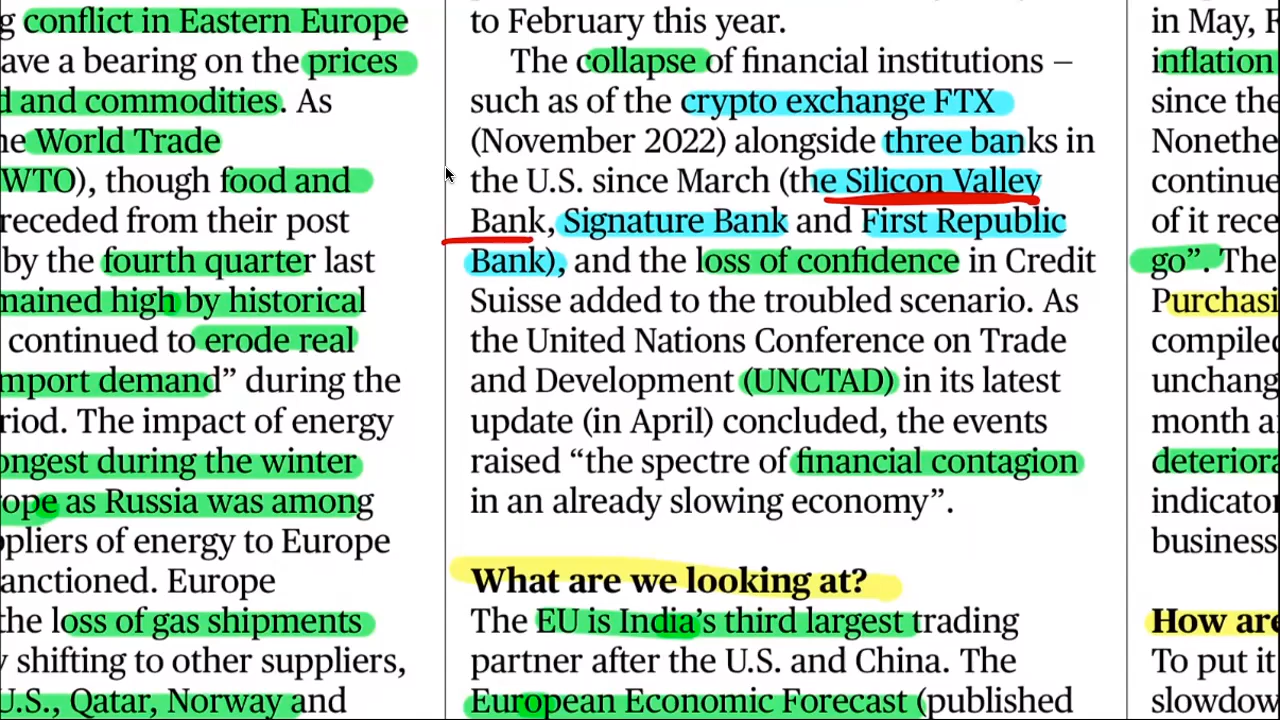 g conflict in Eastern Europe
ave a bearing on the prices
d and commodities. As
he World Trade
WTO), though food and
receded from their post
by the fourth quarter last
mained high by historical
continued to erode real
mport demand” during the
riod. The impact of energy
ongest during the winter
ope as Russia was among
ppliers of energy to Europe
anctioned. Europe
the loss of gas shipments
y shifting to other suppliers,
U.S., Qatar, Norway and
to February this year.
The collapse of financial institutions —
such as of the crypto exchange FTX
(November 2022) alongside three banks in
the U.S. since March (the Silicon Valley
Bank, Signature Bank and First Republic
Bank), and the loss of confidence in Credit
Suisse added to the troubled scenario. As
the United Nations Conference on Trade
and Development (UNCTAD) in its latest
update (in April) concluded, the events
raised “the spectre of financial contagion
in an already slowing economy”.
What are we looking at?
The EU is India’s third largest trading
partner after the U.S. and China. The
European Economic Forecast (published
in May, F
inflation
since the
Nonethe
continue
of it rece
go”. The
Purchasi
compiled
unchang
month a
deteriora
indicator
business
How are
To put it
slowdow